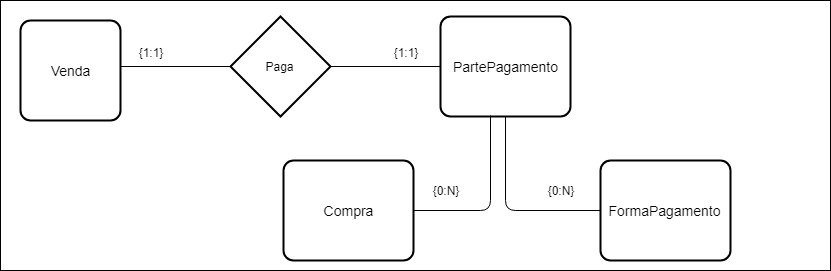 {1:1}
{1:1}
Venda
Paga
PartePagamento
{0:N}
{0:N}
Compra
FormaPagamento